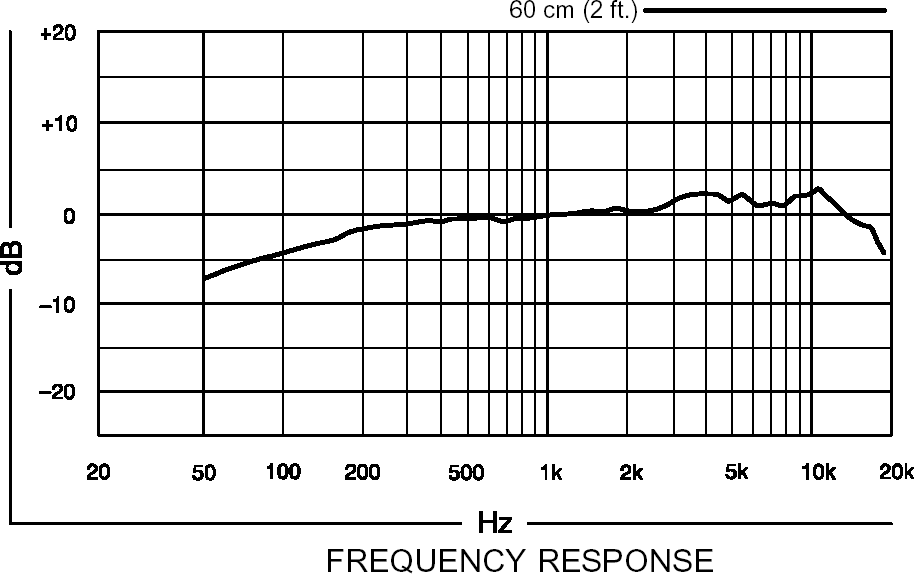 60 cm (2 ft.)
+20
+10
0
–10
–20
dB
20 50 100 200 500 1k 2k 5k 10k 20k
Hz
FREQUENCY RESPONSE